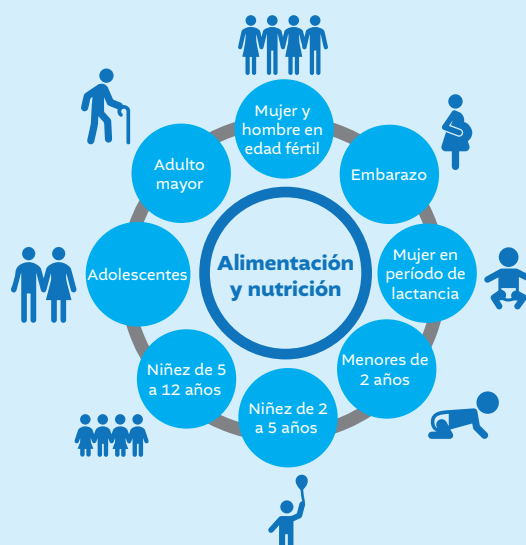 Mujer y
hombre en
edad fértil
Embarazo
Mujer en
período de
lactancia
Menores de
2 años
Niñez de 2
a 5 años
Niñez de 5
a 12 años
Adolescentes
Adulto
mayor
Alimentación
y nutrición